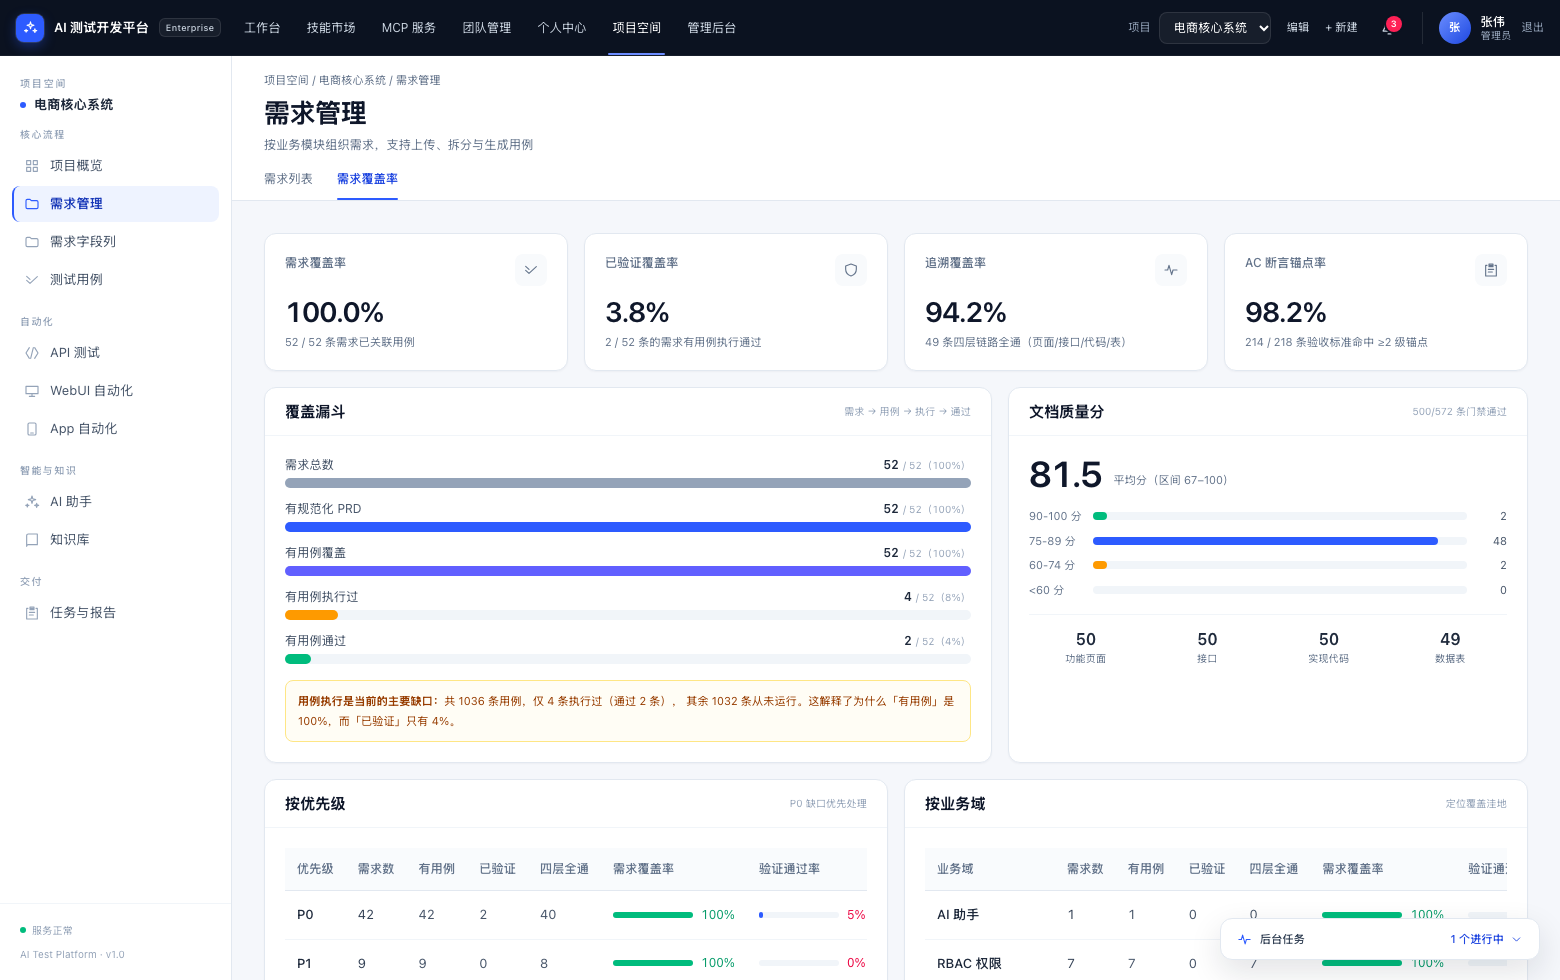 AI 测试开发平台 Enterprise 工作台 技能市场 MCP 服务 团队管理 个人中心 项目空间 管理后台 项目 电商核心系统 编辑 + 新建 3 张 张伟 管理员 退出
项目空间
电商核心系统
核心流程
项目概览
需求管理
需求字段列
测试用例
自动化
API 测试
WebUI 自动化
App 自动化
智能与知识
AI 助手
知识库
交付
任务与报告
服务正常
AI Test Platform · v1.0
项目空间 / 电商核心系统 / 需求管理
需求管理
按业务模块组织需求，支持上传、拆分与生成用例
需求列表 需求覆盖率
需求覆盖率
100.0%
52 / 52 条需求已关联用例
已验证覆盖率
3.8%
2 / 52 条的需求有用例执行通过
追溯覆盖率
94.2%
49 条四层链路全通（页面/接口/代码/表）
AC 断言锚点率
98.2%
214 / 218 条验收标准命中 ≥2 级锚点
覆盖漏斗 需求 → 用例 → 执行 → 通过
需求总数 52 / 52（100%）
有规范化 PRD 52 / 52（100%）
有用例覆盖 52 / 52（100%）
有用例执行过 4 / 52（8%）
有用例通过 2 / 52（4%）
用例执行是当前的主要缺口：共 1036 条用例，仅 4 条执行过（通过 2 条）， 其余 1032 条从未运行。这解释了为什么「有用例」是
100%，而「已验证」只有 4%。
文档质量分 500/572 条门禁通过
81.5 平均分（区间 67–100）
90-100 分 2
75-89 分 48
60-74 分 2
<60 分 0
50 50 50 49
功能页面 接口 实现代码 数据表
按优先级 P0 缺口优先处理
优先级 需求数 有用例 已验证 四层全通 需求覆盖率 验证通过率
P0 42 42 2 40 100% 5%
P1 9 9 0 8 100% 0%
按业务域 定位覆盖洼地
业务域 需求数 有用例 已验证 四层全通 需求覆盖率 验证通
AI 助手 1 1 0 0 100%
RBAC 权限 7 7 0 7 100%
后台任务 1 个进行中